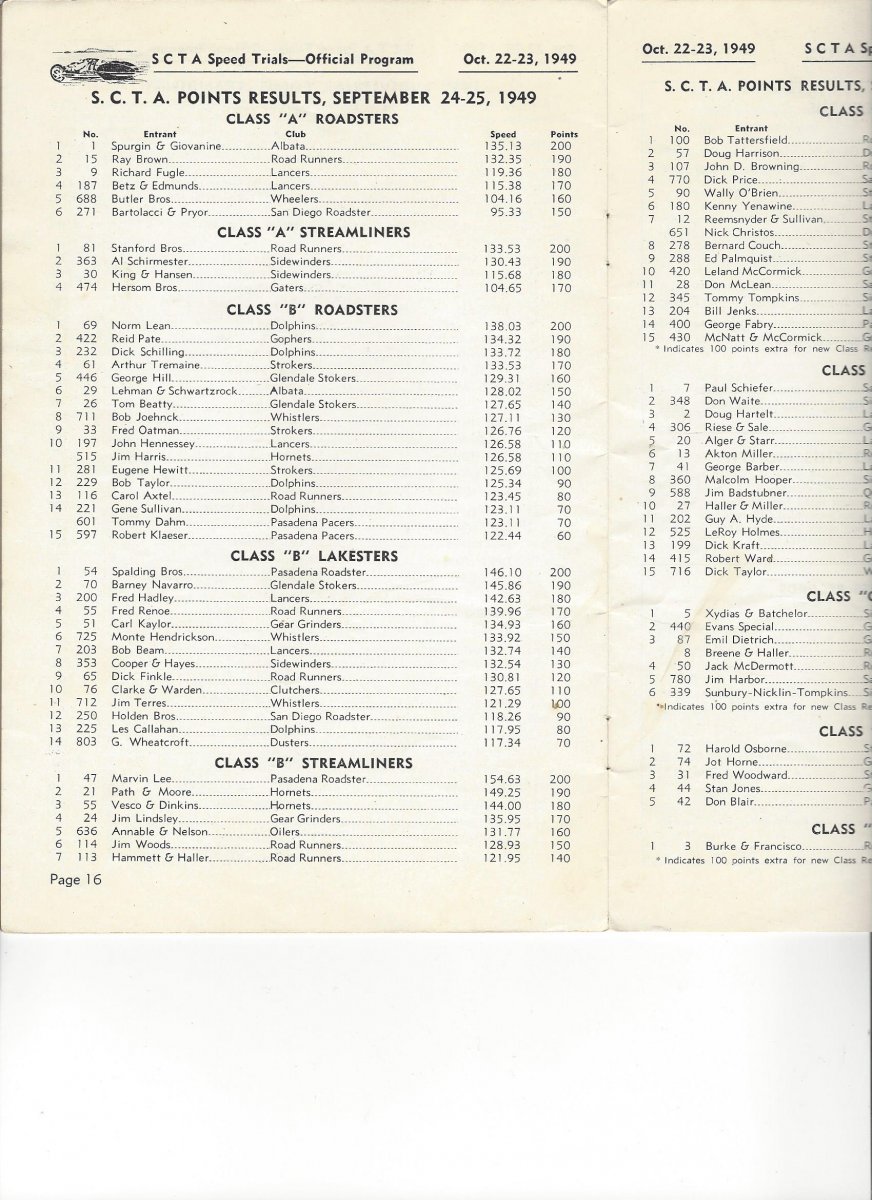 S C T A Speed Trials—Official Program Oct. 22-23, 1949
S. C. T. A. POINTS RESULTS, SEPTEMBER 24-25, 1949
CLASS "A" ROADSTERS
No. Entrant Club Speed Points
1 1 Spurgin & Giovanine Albata 135.13 200
2 15 Ray Brown Road Runners 132.35 190
3 9 Richard Fugle Lancers 119.36 180
4 187 Betz & Edmunds Lancers 115.38 170
5 688 Butler Bros. Wheelers 104.16 160
6 271 Bartolacci & Pryor San Diego Roadster 95.33 150
CLASS "A" STREAMLINERS
1 81 Stanford Bros. Road Runners 133.53 200
2 363 Al Schirmester Sidewinders 130.43 190
3 30 King & Hansen Sidewinders 115.68 180
4 474 Hersom Bros. Gaters 104.65 170
CLASS "B" ROADSTERS
1 69 Norm Lean Dolphins 138.03 200
2 422 Reid Pate Gophers 134.32 190
3 232 Dick Schilling Dolphins 133.72 180
4 61 Arthur Tremaine Strokers 133.53 170
5 446 George Hill Glendale Stokers 129.31 160
6 29 Lehman & Schwartzrock Albata 128.02 150
7 26 Tom Beatty Glendale Stokers 127.65 140
8 711 Bob Joehnck Whistlers 127.11 130
9 33 Fred Oatman Strokers 126.76 120
10 197 John Hennessey Lancers 126.58 110
515 Jim Harris Hornets 126.58 110
11 281 Eugene Hewitt Strokers 125.69 100
12 229 Bob Taylor Dolphins 125.34 90
13 116 Carol Axtel Road Runners 123.45 80
14 221 Gene Sullivan Dolphins 123.11 70
601 Tommy Dahm Pasadena Pacers 123.11 70
15 597 Robert Klaeser Pasadena Pacers 122.44 60
CLASS "B" LAKESTERS
1 54 Spalding Bros. Pasadena Roadster 146.10 200
2 70 Barney Navarro Glendale Stokers 145.86 190
3 200 Fred Hadley Lancers 142.63 180
4 55 Fred Renoe Road Runners 139.96 170
5 51 Carl Kaylor Gear Grinders 134.93 160
6 725 Monte Hendrickson Whistlers 133.92 150
7 203 Bob Beam Lancers 132.74 140
8 353 Cooper & Hayes Sidewinders 132.54 130
9 65 Dick Finkle Road Runners 130.81 120
10 76 Clarke & Warden Clutchers 127.65 110
11 712 Jim Terres Whistlers 121.29 100
12 250 Holden Bros. San Diego Roadster 118.26 90
13 225 Les Callahan Dolphins 117.95 80
14 803 G. Wheatcroft Dusters 117.34 70
CLASS "B" STREAMLINERS
1 47 Marvin Lee Pasadena Roadster 154.63 200
2 21 Path & Moore Hornets 149.25 190
3 55 Vesco & Dinkins Hornets 144.00 180
4 24 Jim Lindsley Gear Grinders 135.95 170
5 636 Annable & Nelson Oilers 131.77 160
6 114 Jim Woods Road Runners 128.93 150
7 113 Hammett & Haller Road Runners 121.95 140
Page 16
Oct. 22-23, 1949 S C T A
S. C. T. A. POINTS RESULTS,
CLASS
No. Entrant
1 100 Bob Tattersfield
2 57 Doug Harrison
3 107 John D. Browning
4 770 Dick Price
5 90 Wally O'Brien
6 180 Kenny Yenawine
7 12 Reemsnyder & Sullivan
651 Nick Christos
8 278 Bernard Couch
9 288 Ed Palmquist
10 420 Leland McCormick
11 28 Don McLean
12 345 Tommy Tompkins
13 204 Bill Jenks
14 400 George Fabry
15 430 McNatt & McCormick
* Indicates 100 points extra for new Class
CLASS
1 7 Paul Schiefer
2 348 Don Waite
3 2 Doug Hartelt
4 306 Riese & Sale
5 20 Alger & Starr
6 13 Akton Miller
7 41 George Barber
8 360 Malcolm Hooper
9 588 Jim Badstubner
10 27 Haller & Miller
11 202 Guy A. Hyde
12 525 LeRoy Holmes
13 199 Dick Kraft
14 415 Robert Ward
15 716 Dick Taylor
CLASS
1 5 Xydias & Batchelor
2 440 Evans Special
3 87 Emil Dietrich
8 Breene & Haller
4 50 Jack McDermott
5 780 Jim Harbor
6 339 Sunbury-Nicklin-Tompkins
* Indicates 100 points extra for new Class
CLASS
1 72 Harold Osborne
2 74 Jot Horne
3 31 Fred Woodward
4 44 Stan Jones
5 42 Don Blair
CLASS "
1 3 Burke & Francisco
* Indicates 100 points extra for new Class